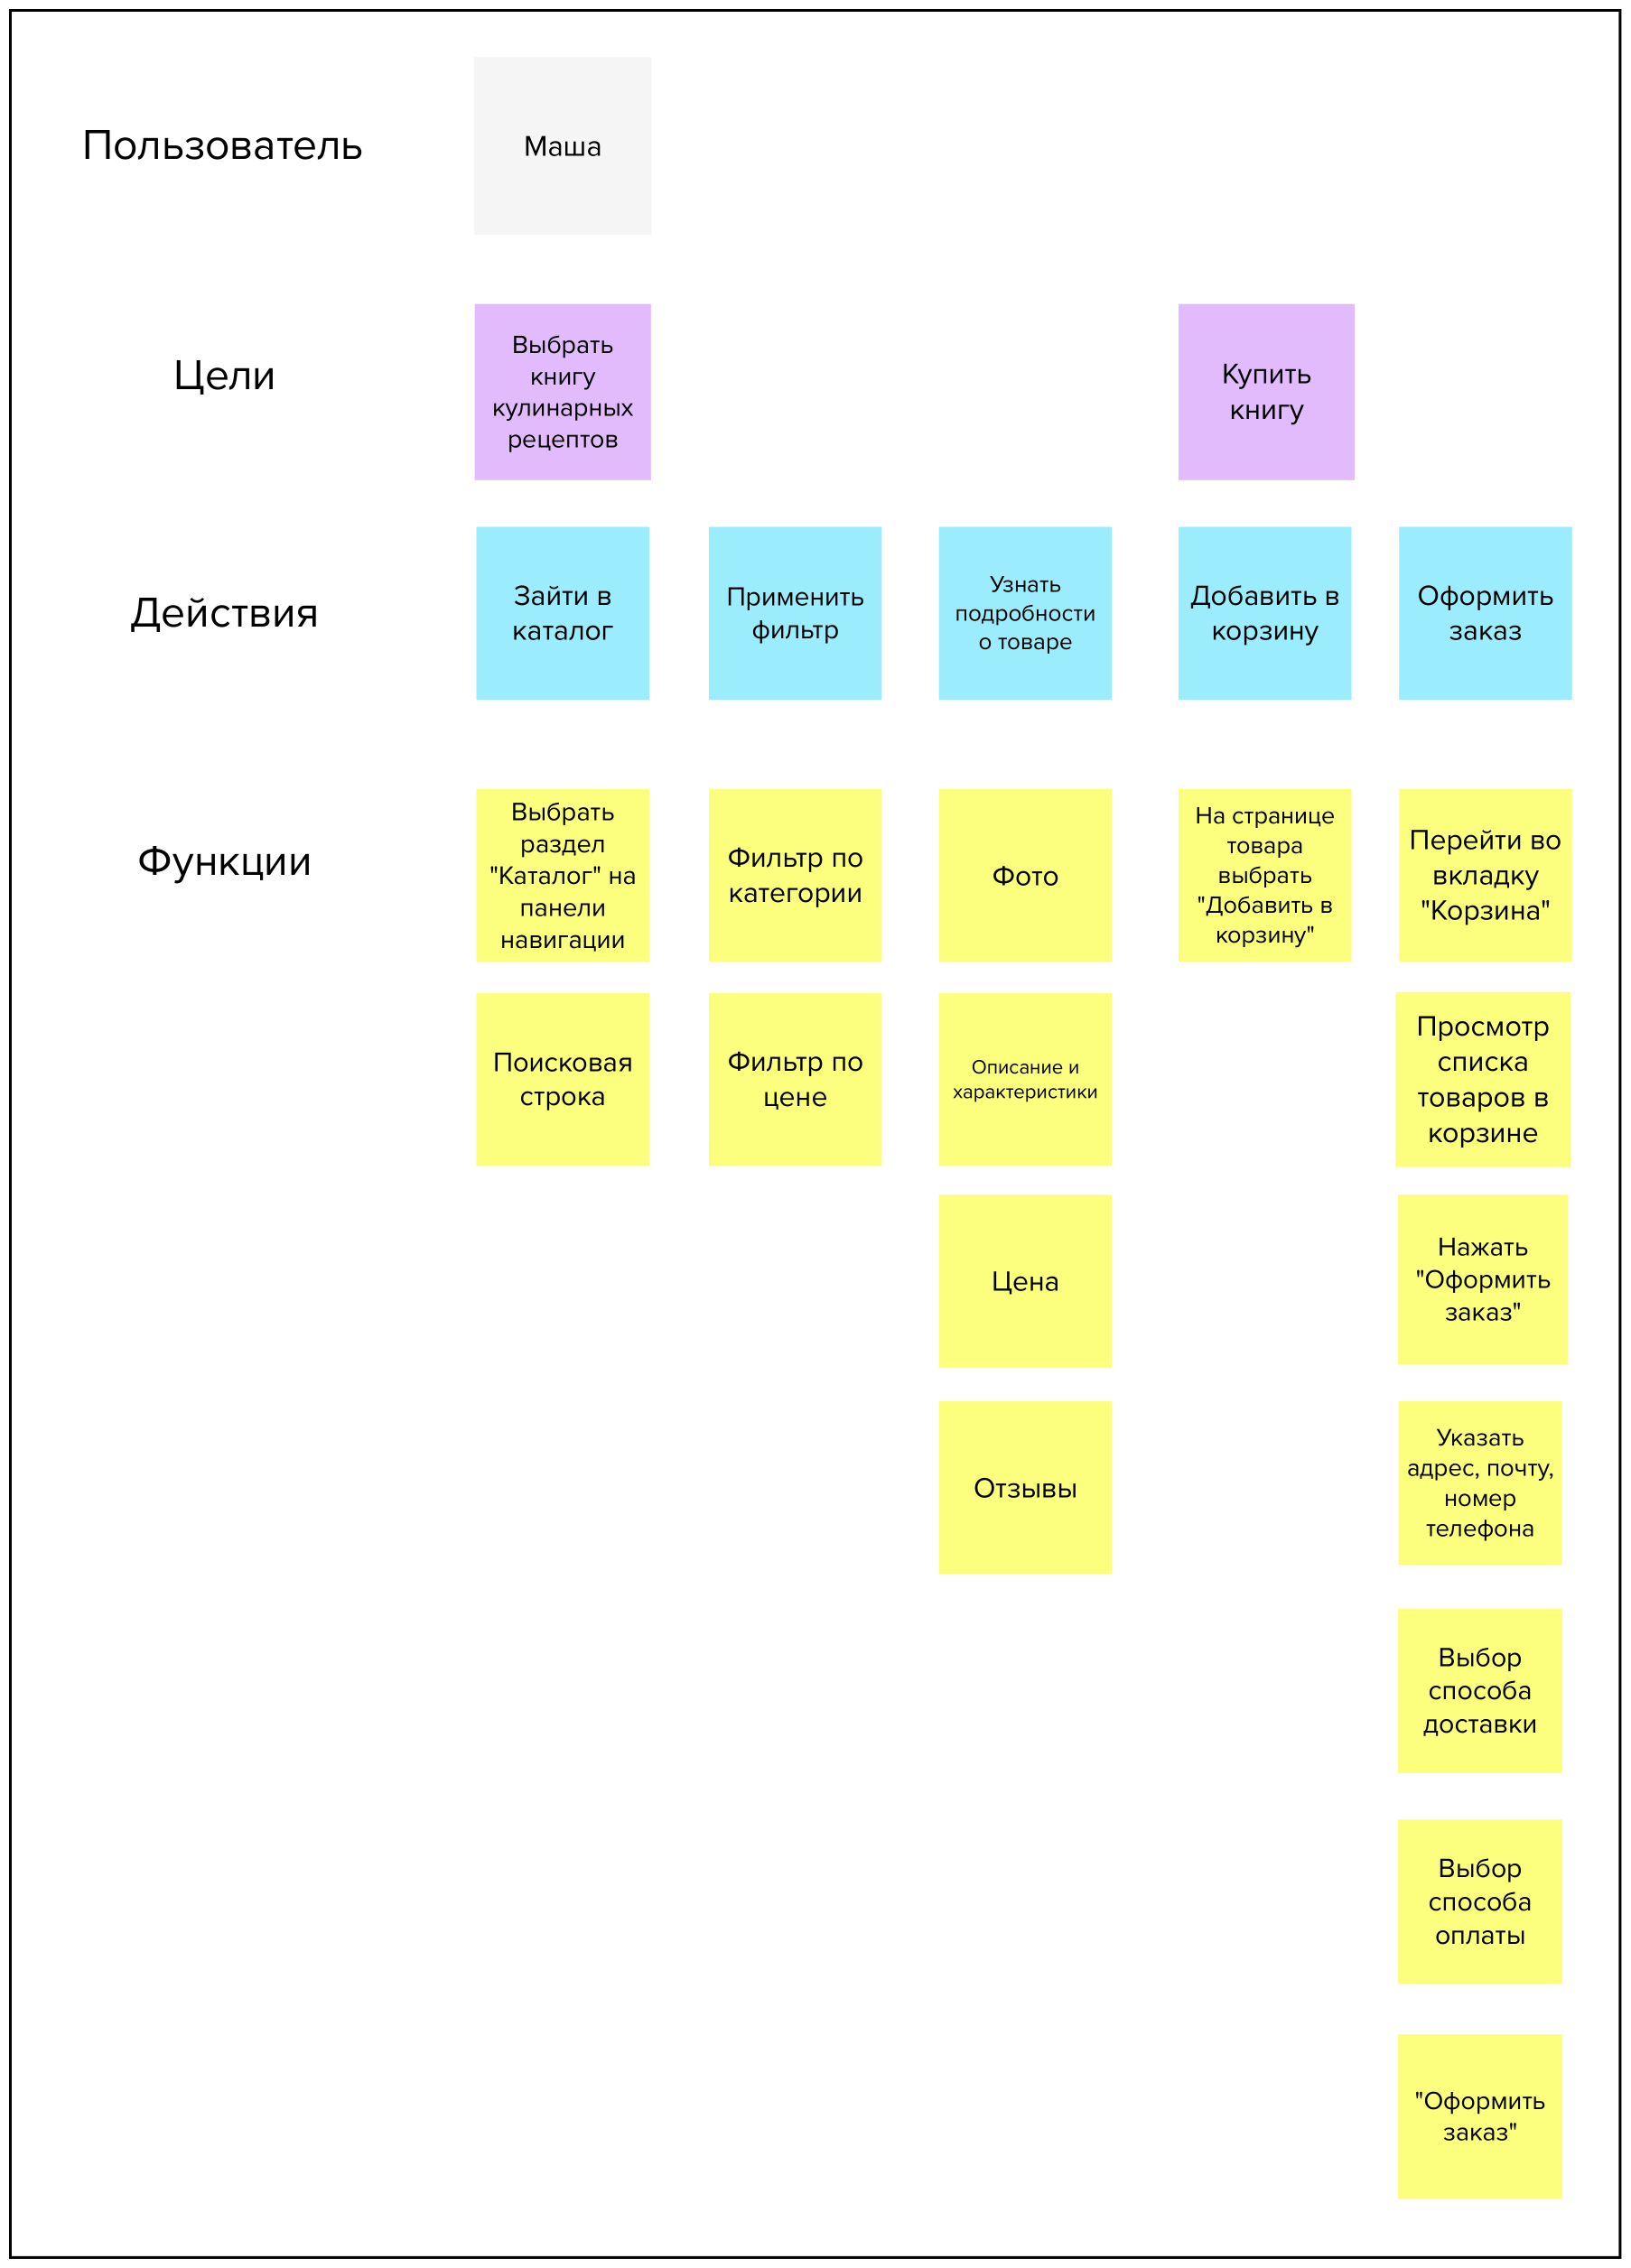 Пользователь
Маша
Цели
Выбрать
книгу
кулинарных
рецептов
Купить
книгу
Действия
Зайти в
каталог
Применить
фильтр
Узнать
подробности
о товаре
Добавить в
корзину
Оформить
заказ
Функции
Выбрать
раздел
"Каталог" на
панели
навигации
Фильтр по
категории
Фото
На странице
товара
выбрать
"Добавить в
корзину"
Перейти во
вкладку
"Корзина"
Поисковая
строка
Фильтр по
цене
Описание и
характеристики
Просмотр
списка
товаров в
корзине
Цена
Нажать
"Оформить
заказ"
Отзывы
Указать
адрес, почту,
номер
телефона
Выбор
способа
доставки
Выбор
способа
оплаты
"Оформить
заказ"